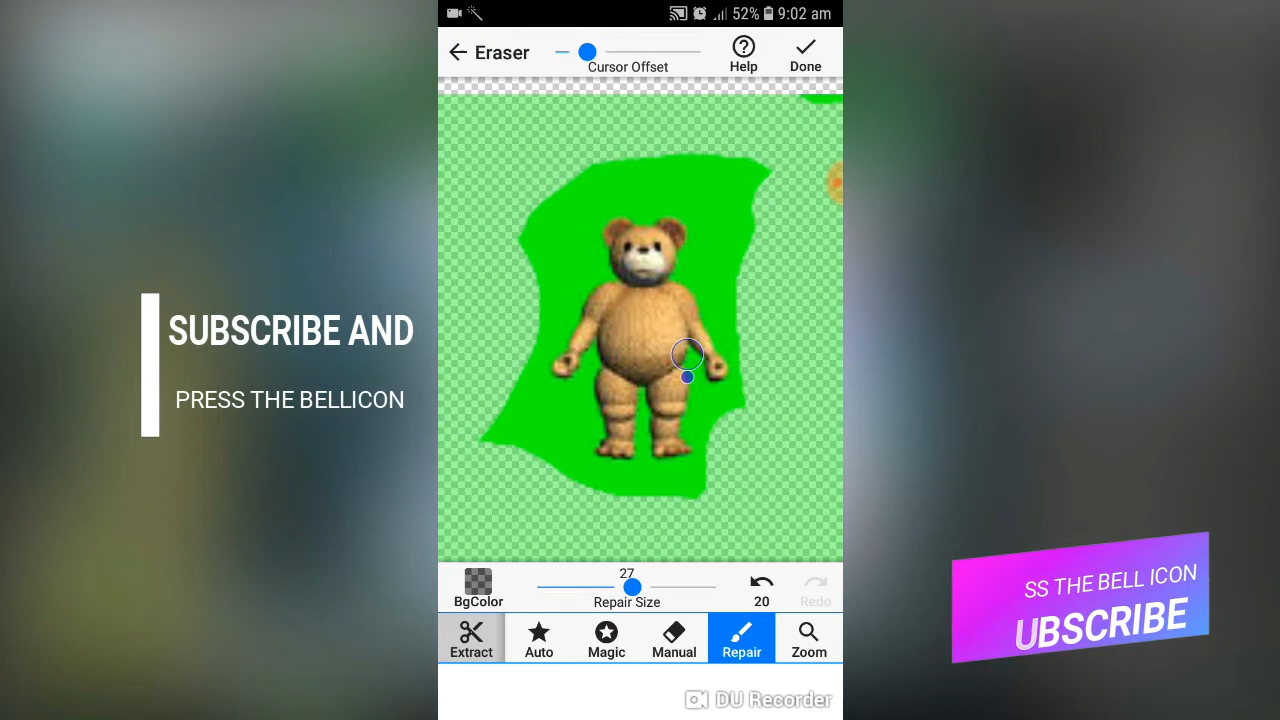 52% 9:02 am
Eraser
Cursor Offset
Help
Done
SUBSCRIBE AND
PRESS THE BELLICON
SS THE BELL ICON
UBSCRIBE
27
BgColor
Repair Size
20
Redo
Extract
Auto
Magic
Manual
Repair
Zoom
DU Recorder